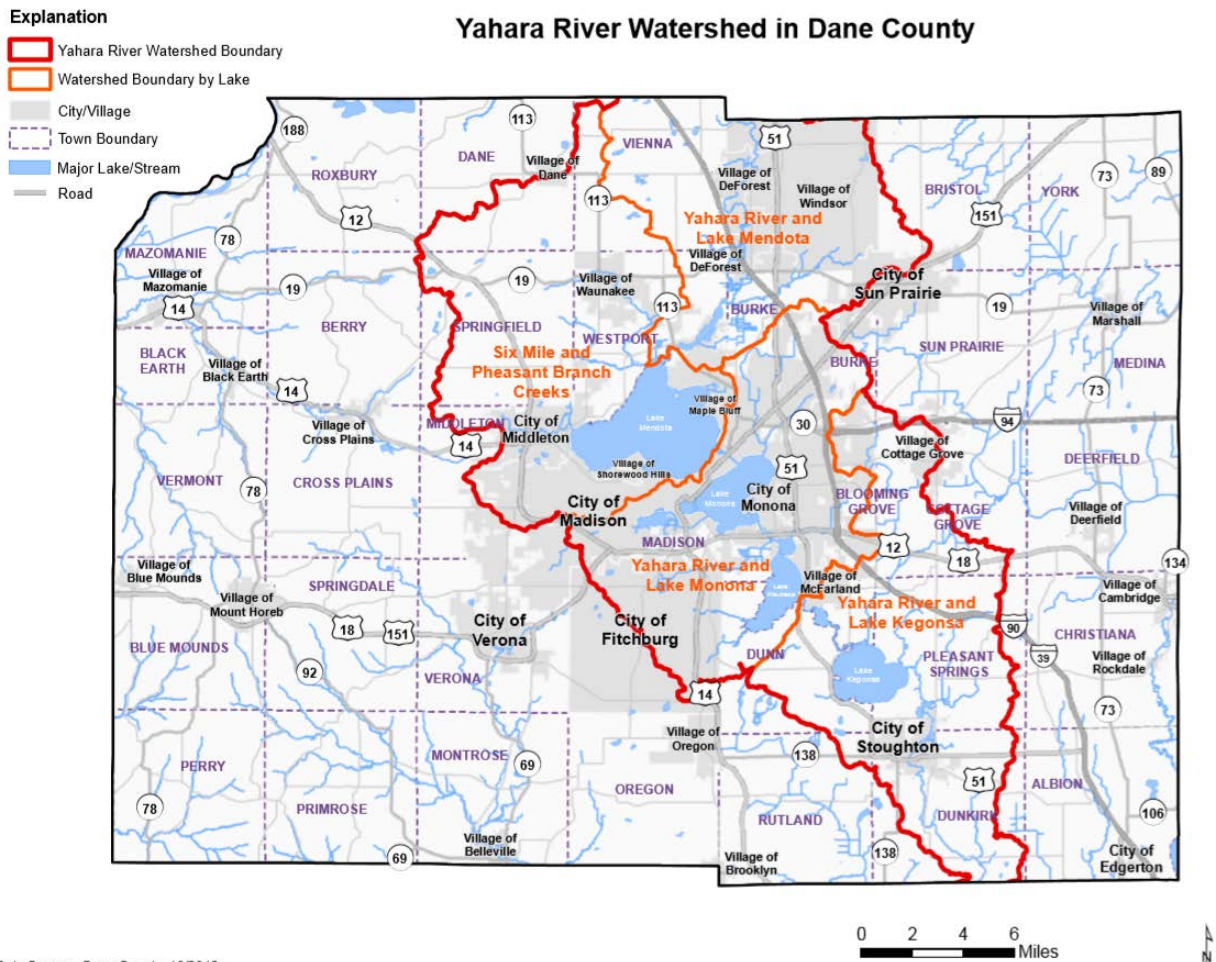 Explanation
Yahara River Watershed Boundary
Watershed Boundary by Lake
City/Village
Town Boundary
Major Lake/Stream
Road
Yahara River Watershed in Dane County
188
113
51
DANE
VIENNA
Village of
Dane
Village of
DeForest
Village of
Windsor
ROXBURY
12
113
BRISTOL
YORK
73
89
151
78
MAZOMANIE
Village of
Mazomanie
14
19
BERRY
19
Village of
Waunakee
113
Yahara River and
Lake Mendota
Village of
DeForest
City of
Sun Prairie
19
Village of
Marshall
SPRINGFIELD
WESTPORT
BURKE
BLACK
EARTH
Village of
Black Earth
14
Six Mile and
Pheasant Branch
Creeks
BURKE
SUN PRAIRIE
MEDINA
73
Village of
Cross Plains
MIDDLETON
14
City of
Middleton
Lake
Mendota
Village of
Maple Bluff
30
94
Village of
Cottage Grove
VERMONT
78
CROSS PLAINS
Village of
Shorewood Hills
51
DEERFIELD
City of
Madison
Lake
Monona
City of
Monona
BLOOMING
GROVE
COTTAGE
GROVE
Village of
Deerfield
MADISON
12
18
134
Village of
Blue Mounds
SPRINGDALE
Yahara River and
Lake Monona
Lake
Village of
McFarland
Village of
Cambridge
Village of
Mount Horeb
18
151
City of
Verona
City of
Fitchburg
Yahara River and
Lake Kegonsa
90
39
CHRISTIANA
BLUE MOUNDS
92
VERONA
DUNN
Lake
Kegonsa
PLEASANT
SPRINGS
Village of
Rockdale
14
73
Village of
Oregon
City of
Stoughton
PERRY
MONTROSE
69
138
78
PRIMROSE
OREGON
51
ALBION
RUTLAND
DUNKIRK
106
69
Village of
Belleville
Village of
Brooklyn
138
City of
Edgerton
0 2 4 6
Miles
N